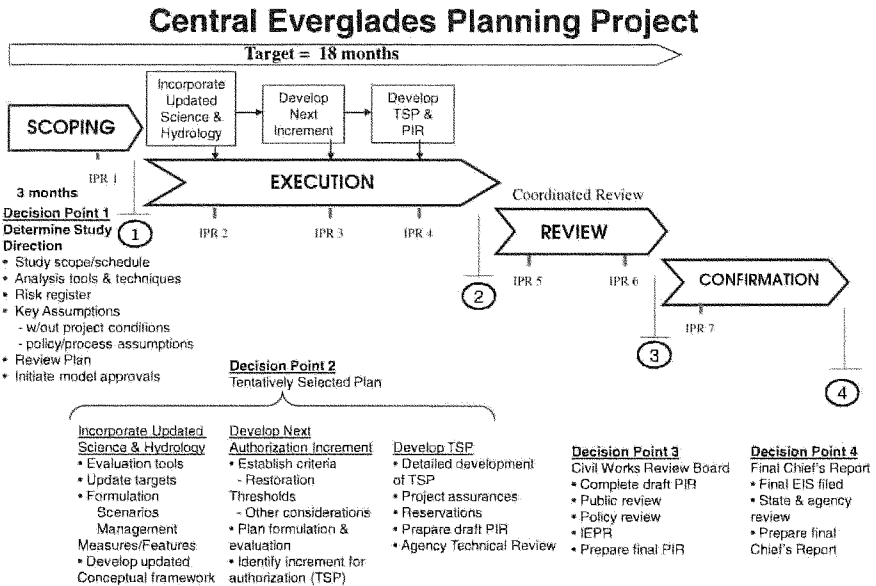 Central Everglades Planning Project
Target = 18 months
SCOPING
Incorporate
Updated
Science &
Hydrology
Develop
Next
Increment
Develop
TSP &
PIR
EXECUTION
IPR 1
3 months
IPR 2
IPR 3
IPR 4
Coordinated Review
REVIEW
IPR 5
IPR 6
CONFIRMATION
IPR 7
1
2
3
4
Decision Point 1
Determine Study
Direction
• Study scope/schedule
• Analysis tools & techniques
• Risk register
• Key Assumptions
- w/out project conditions
- policy/process assumptions
• Review Plan
• Initiate model approvals
Decision Point 2
Tentatively Selected Plan
Incorporate Updated
Science & Hydrology
• Evaluation tools
• Update targets
• Formulation
Scenarios
Management
Measures/Features
• Develop updated
Conceptual framework
Develop Next
Authorization Increment
• Establish criteria
- Restoration
Thresholds
- Other considerations
• Plan formulation &
evaluation
• Identify increment for
authorization (TSP)
Develop TSP
• Detailed development
of TSP
• Project assurances
• Reservations
• Prepare draft PIR
• Agency Technical Review
Decision Point 3
Civil Works Review Board
• Complete draft PIR
• Public review
• Policy review
• IEPR
• Prepare final PIR
Decision Point 4
Final Chief's Report
• Final EIS filed
• State & agency
review
• Prepare final
Chief's Report